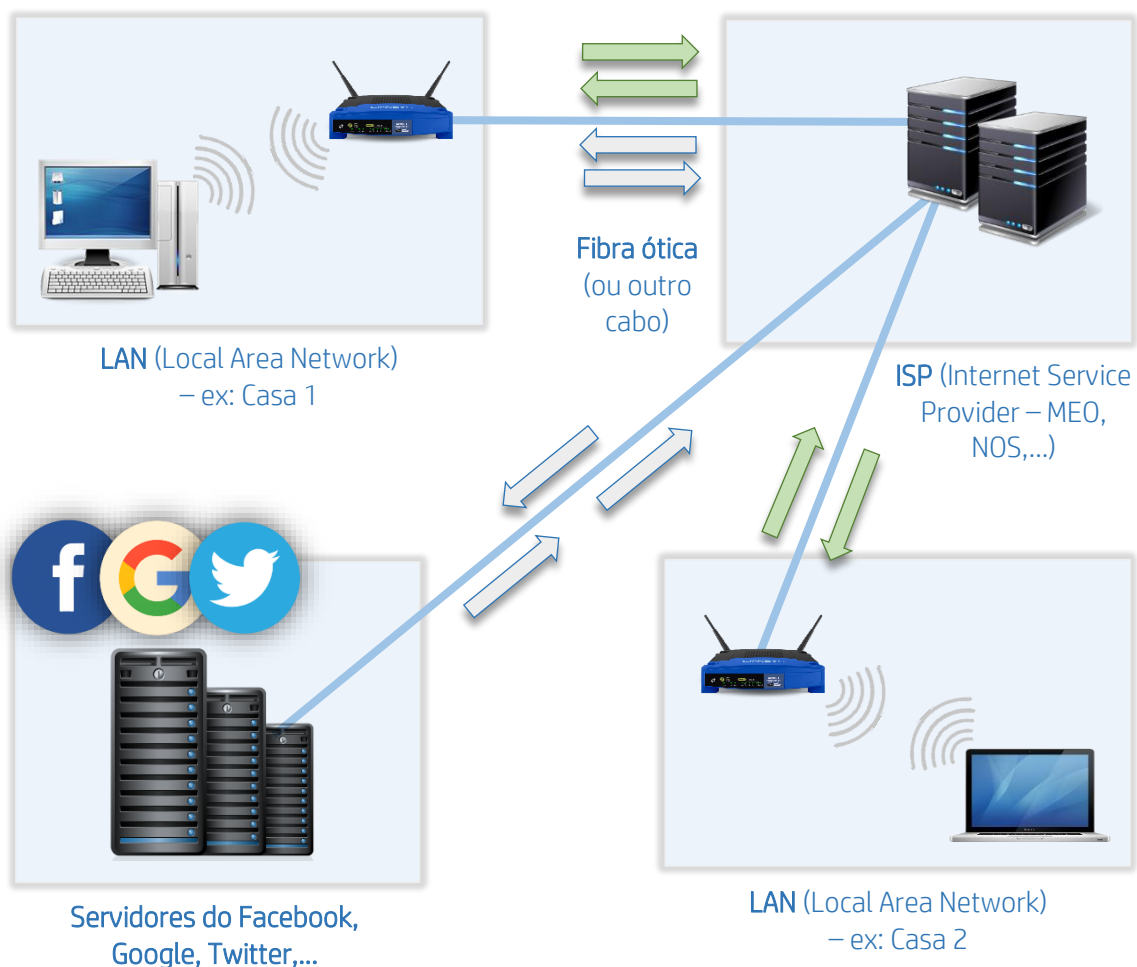 Fibra ótica
(ou outro
cabo)
LAN (Local Area Network)
– ex: Casa 1
ISP (Internet Service
Provider – MEO,
NOS,...)
f
G
Servidores do Facebook,
Google, Twitter,...
LAN (Local Area Network)
– ex: Casa 2